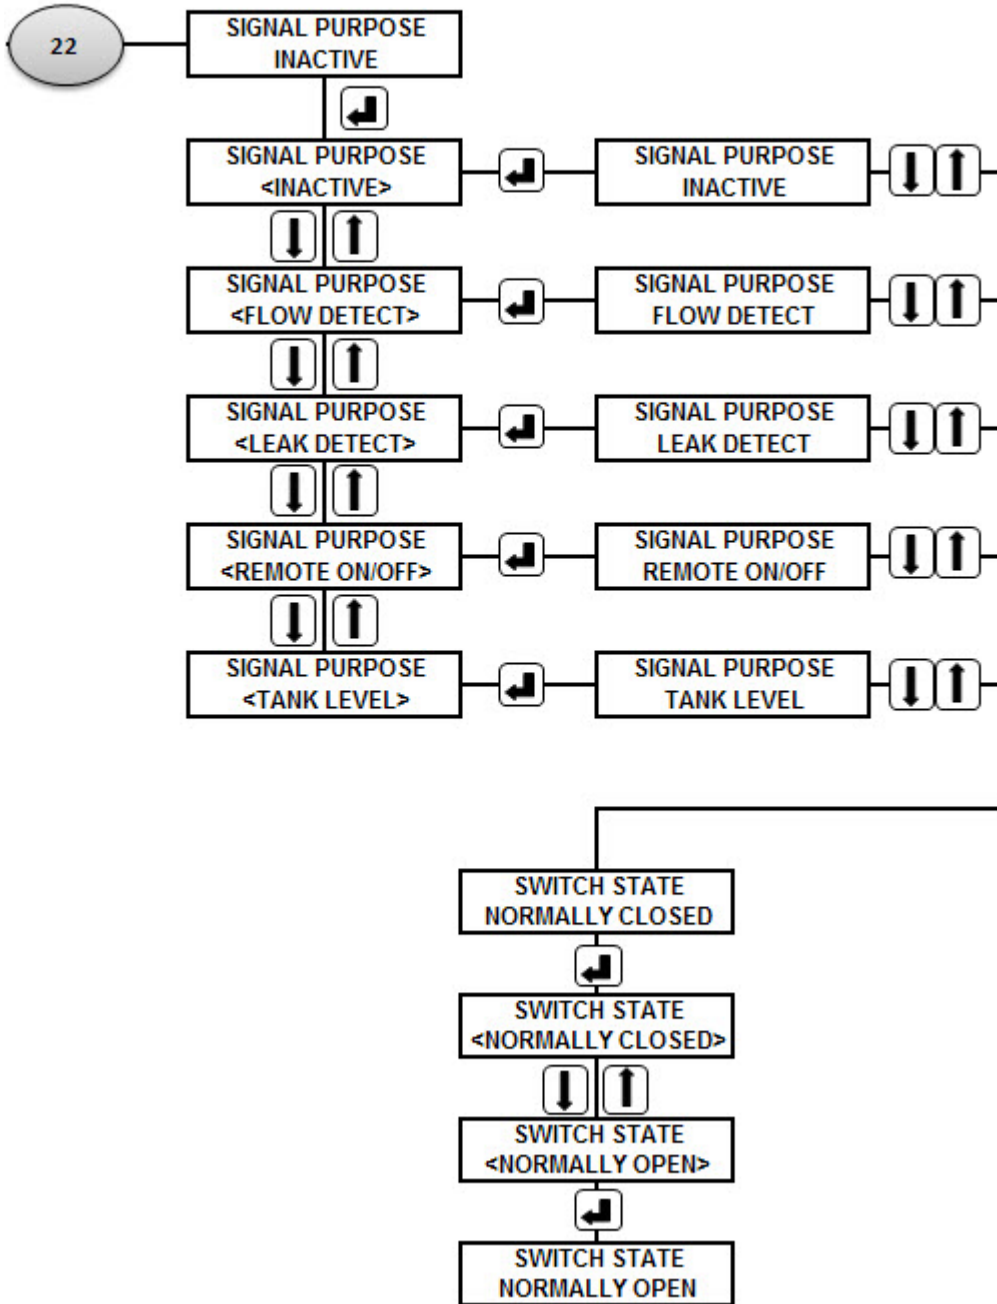 22
SIGNAL PURPOSE
INACTIVE
SIGNAL PURPOSE
<INACTIVE>
SIGNAL PURPOSE
INACTIVE
SIGNAL PURPOSE
<FLOW DETECT>
SIGNAL PURPOSE
FLOW DETECT
SIGNAL PURPOSE
<LEAK DETECT>
SIGNAL PURPOSE
LEAK DETECT
SIGNAL PURPOSE
<REMOTE ON/OFF>
SIGNAL PURPOSE
REMOTE ON/OFF
SIGNAL PURPOSE
<TANK LEVEL>
SIGNAL PURPOSE
TANK LEVEL
SWITCH STATE
NORMALLY CLOSED
SWITCH STATE
<NORMALLY CLOSED>
SWITCH STATE
<NORMALLY OPEN>
SWITCH STATE
NORMALLY OPEN